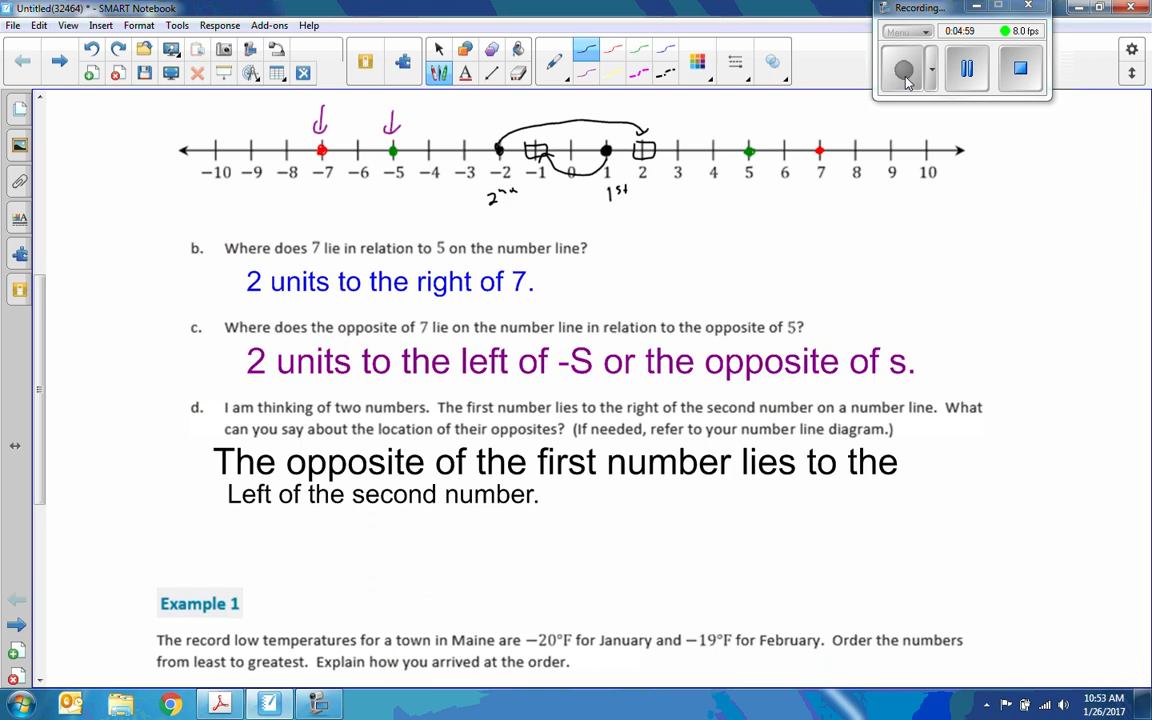 Untitled(32464) * - SMART Notebook
Recording...
File Edit View Insert Format Tools Response Add-ons Help
Menu 0:04:59 8.0 fps
−10 −9 −8 −7 −6 −5 −4 −3 −2 −1 0 1 2 3 4 5 6 7 8 9 10
2nd 1st
b. Where does 7 lie in relation to 5 on the number line?
2 units to the right of 7.
c. Where does the opposite of 7 lie on the number line in relation to the opposite of 5?
2 units to the left of -S or the opposite of s.
d. I am thinking of two numbers. The first number lies to the right of the second number on a number line. What
can you say about the location of their opposites? (If needed, refer to your number line diagram.)
The opposite of the first number lies to the
Left of the second number.
Example 1
The record low temperatures for a town in Maine are −20°F for January and −19°F for February. Order the numbers
from least to greatest. Explain how you arrived at the order.
10:53 AM
1/26/2017